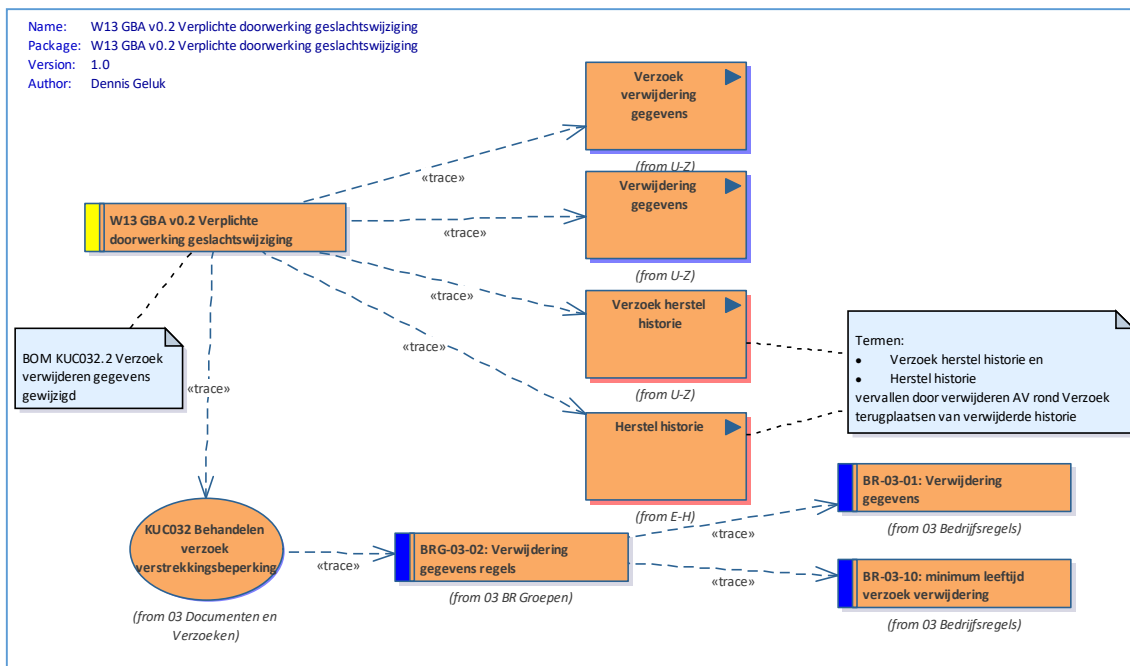 Name: W13 GBA v0.2 Verplichte doorwerking geslachtswijziging
Package: W13 GBA v0.2 Verplichte doorwerking geslachtswijziging
Version: 1.0
Author: Dennis Geluk
Verzoek
verwijdering
gegevens
(from U-Z)
«trace»
Verwijdering
gegevens
(from U-Z)
«trace»
W13 GBA v0.2 Verplichte
doorwerking geslachtswijziging
Verzoek herstel
historie
(from U-Z)
«trace»
«trace»
Herstel historie
(from E-H)
Termen:
• Verzoek herstel historie en
• Herstel historie
vervallen door verwijderen AV rond Verzoek
terugplaatsen van verwijderde historie
BOM KUC032.2 Verzoek
verwijderen gegevens
gewijzigd
«trace»
KUC032 Behandelen
verzoek
verstrekkingsbeperking
(from 03 Documenten en
Verzoeken)
«trace»
BRG-03-02: Verwijdering
gegevens regels
(from 03 BR Groepen)
«trace»
BR-03-01: Verwijdering
gegevens
(from 03 Bedrijfsregels)
«trace»
BR-03-10: minimum leeftijd
verzoek verwijdering
(from 03 Bedrijfsregels)